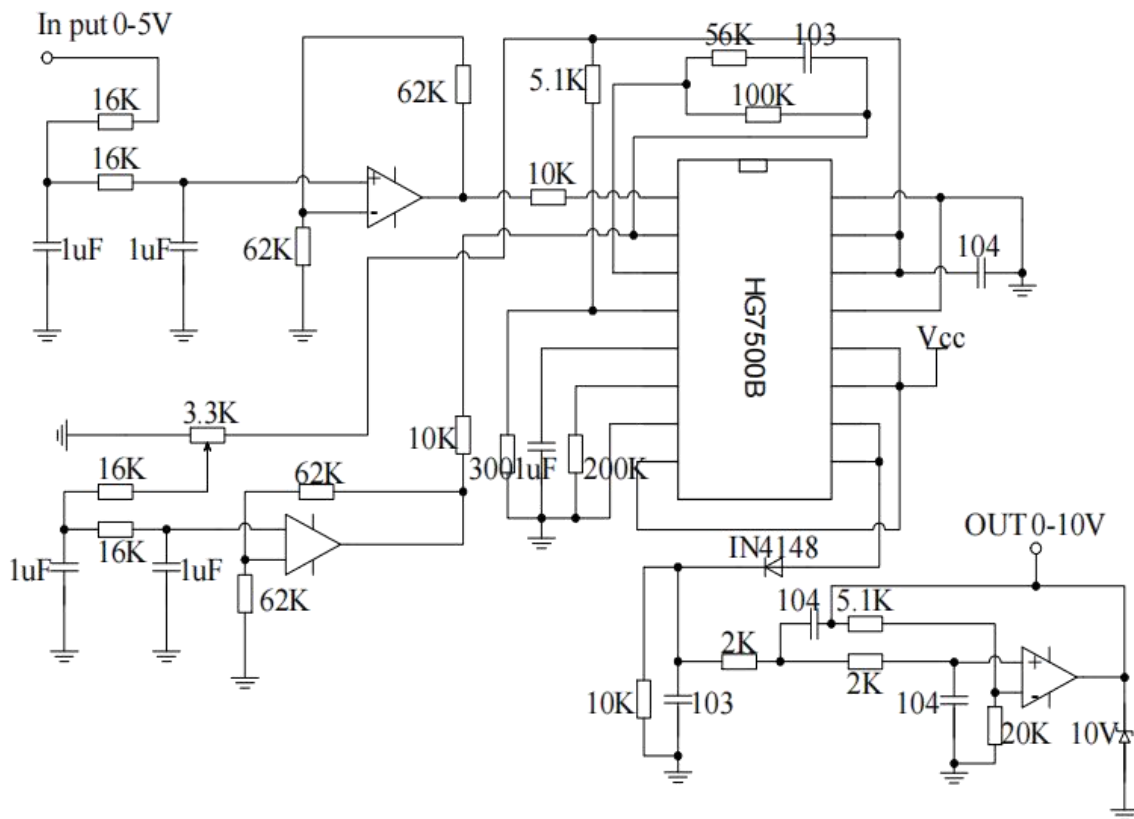 In put 0-5V
16K
16K
1uF
1uF
62K
62K
5.1K
56K
103
100K
10K
104
HG7500B
Vcc
3.3K
16K
16K
1uF
1uF
62K
62K
10K
300
1uF
200K
IN4148
OUT 0-10V
104
5.1K
2K
2K
10K
103
104
20K
10V
+
-
+
-